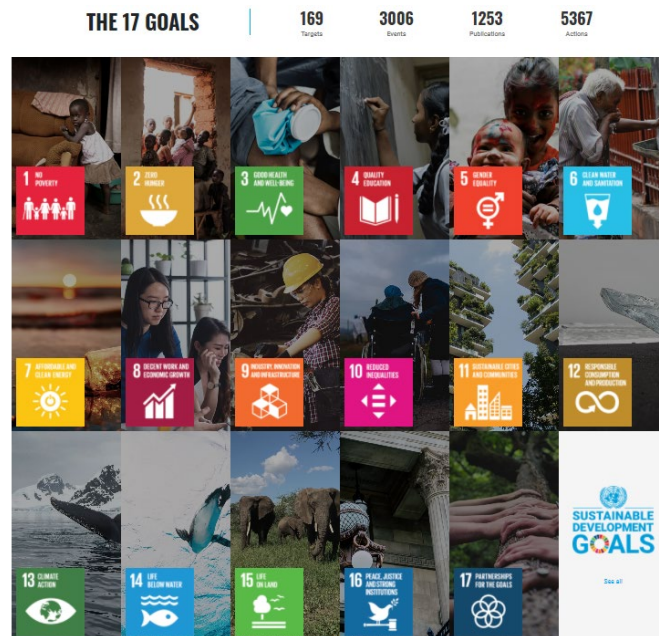 THE 17 GOALS
169
Targets
3006
Events
1253
Publications
5367
Actions
1 NO
POVERTY
2 ZERO
HUNGER
3 GOOD HEALTH
AND WELL-BEING
4 QUALITY
EDUCATION
5 GENDER
EQUALITY
6 CLEAN WATER
AND SANITATION
7 AFFORDABLE AND
CLEAN ENERGY
8 DECENT WORK AND
ECONOMIC GROWTH
9 INDUSTRY, INNOVATION
AND INFRASTRUCTURE
10 REDUCED
INEQUALITIES
11 SUSTAINABLE CITIES
AND COMMUNITIES
12 RESPONSIBLE
CONSUMPTION
AND PRODUCTION
13 CLIMATE
ACTION
14 LIFE
BELOW WATER
15 LIFE
ON LAND
16 PEACE, JUSTICE
AND STRONG
INSTITUTIONS
17 PARTNERSHIPS
FOR THE GOALS
SUSTAINABLE
DEVELOPMENT
GOALS
See all